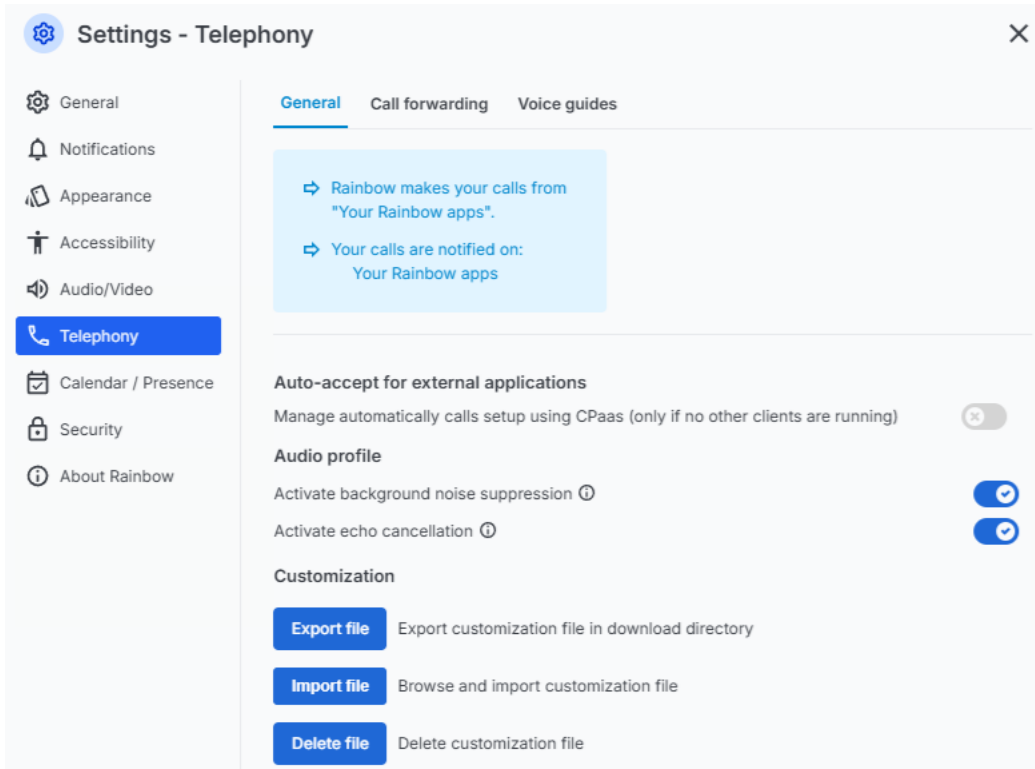 Settings - Telephony
General
Notifications
Appearance
Accessibility
Audio/Video
Telephony
Calendar / Presence
Security
About Rainbow
General
Call forwarding
Voice guides
Rainbow makes your calls from
"Your Rainbow apps".
Your calls are notified on:
Your Rainbow apps
Auto-accept for external applications
Manage automatically calls setup using CPaas (only if no other clients are running)
Audio profile
Activate background noise suppression
Activate echo cancellation
Customization
Export file Export customization file in download directory
Import file Browse and import customization file
Delete file Delete customization file